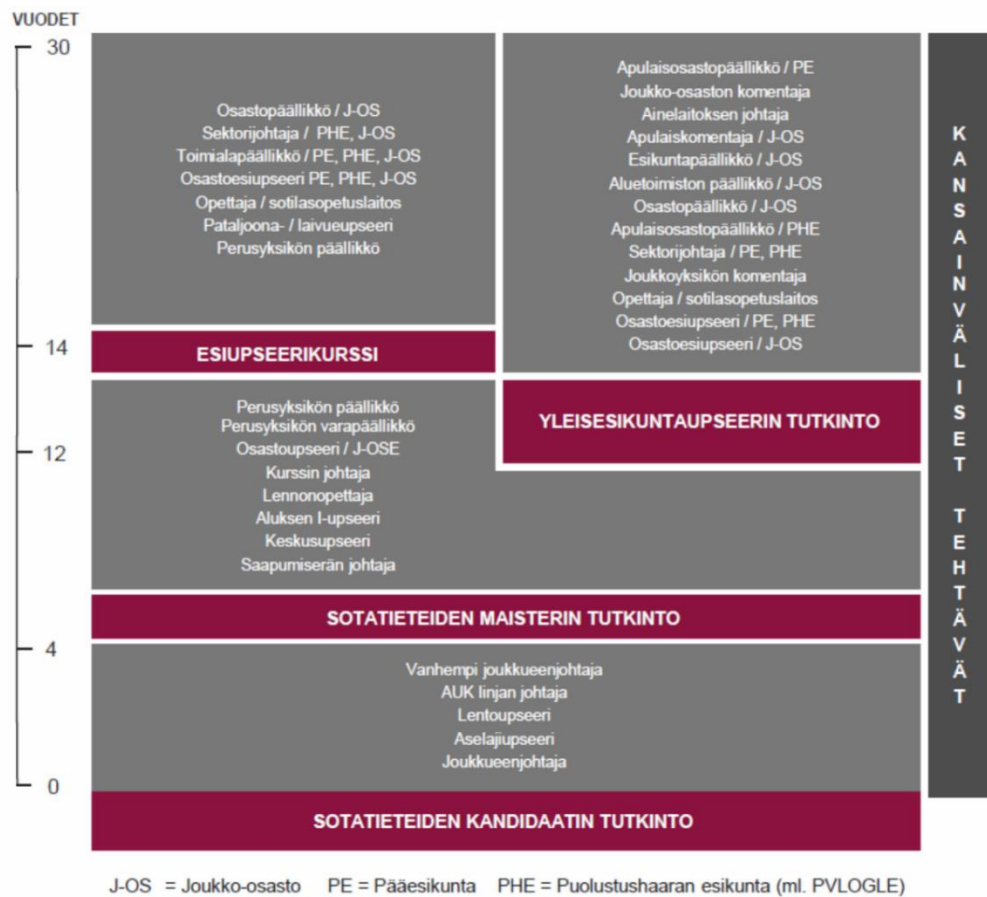 VUODET
30
Osastopäällikkö / J-OS
Sektorijohtaja / PHE, J-OS
Toimialapäällikkö / PE, PHE, J-OS
Osastoesiupseeri PE, PHE, J-OS
Opettaja / sotilasopetuslaitos
Pataljoona- / laivueupseeri
Perusyksikön päällikkö
Apulaisosastopäällikkö / PE
Joukko-osaston komentaja
Ainelaitoksen johtaja
Apulaiskomentaja / J-OS
Esikuntapäällikkö / J-OS
Aluetoimiston päällikkö / J-OS
Osastopäällikkö / J-OS
Apulaisosastopäällikkö / PHE
Sektorijohtaja / PE, PHE
Joukkoyksikön komentaja
Opettaja / sotilasopetuslaitos
Osastoesiupseeri / PE, PHE
Osastoesiupseeri / J-OS
14
ESIUPSEERIKURSSI
YLEISESIKUNTAUPSEERIN TUTKINTO
12
Perusyksikön päällikkö
Perusyksikön varapäällikkö
Osastoupseeri / J-OSE
Kurssin johtaja
Lennonopettaja
Aluksen I-upseeri
Keskusupseeri
Saapumiserän johtaja
SOTATIETEIDEN MAISTERIN TUTKINTO
4
Vanhempi joukkueenjohtaja
AUK linjan johtaja
Lentoupseeri
Aselajiupseeri
Joukkueenjohtaja
0
SOTATIETEIDEN KANDIDAATIN TUTKINTO
KANSAINVÄLISET TEHTÄVÄT
J-OS = Joukko-osasto PE = Pääesikunta PHE = Puolustushaaran esikunta (ml. PVLOGLE)